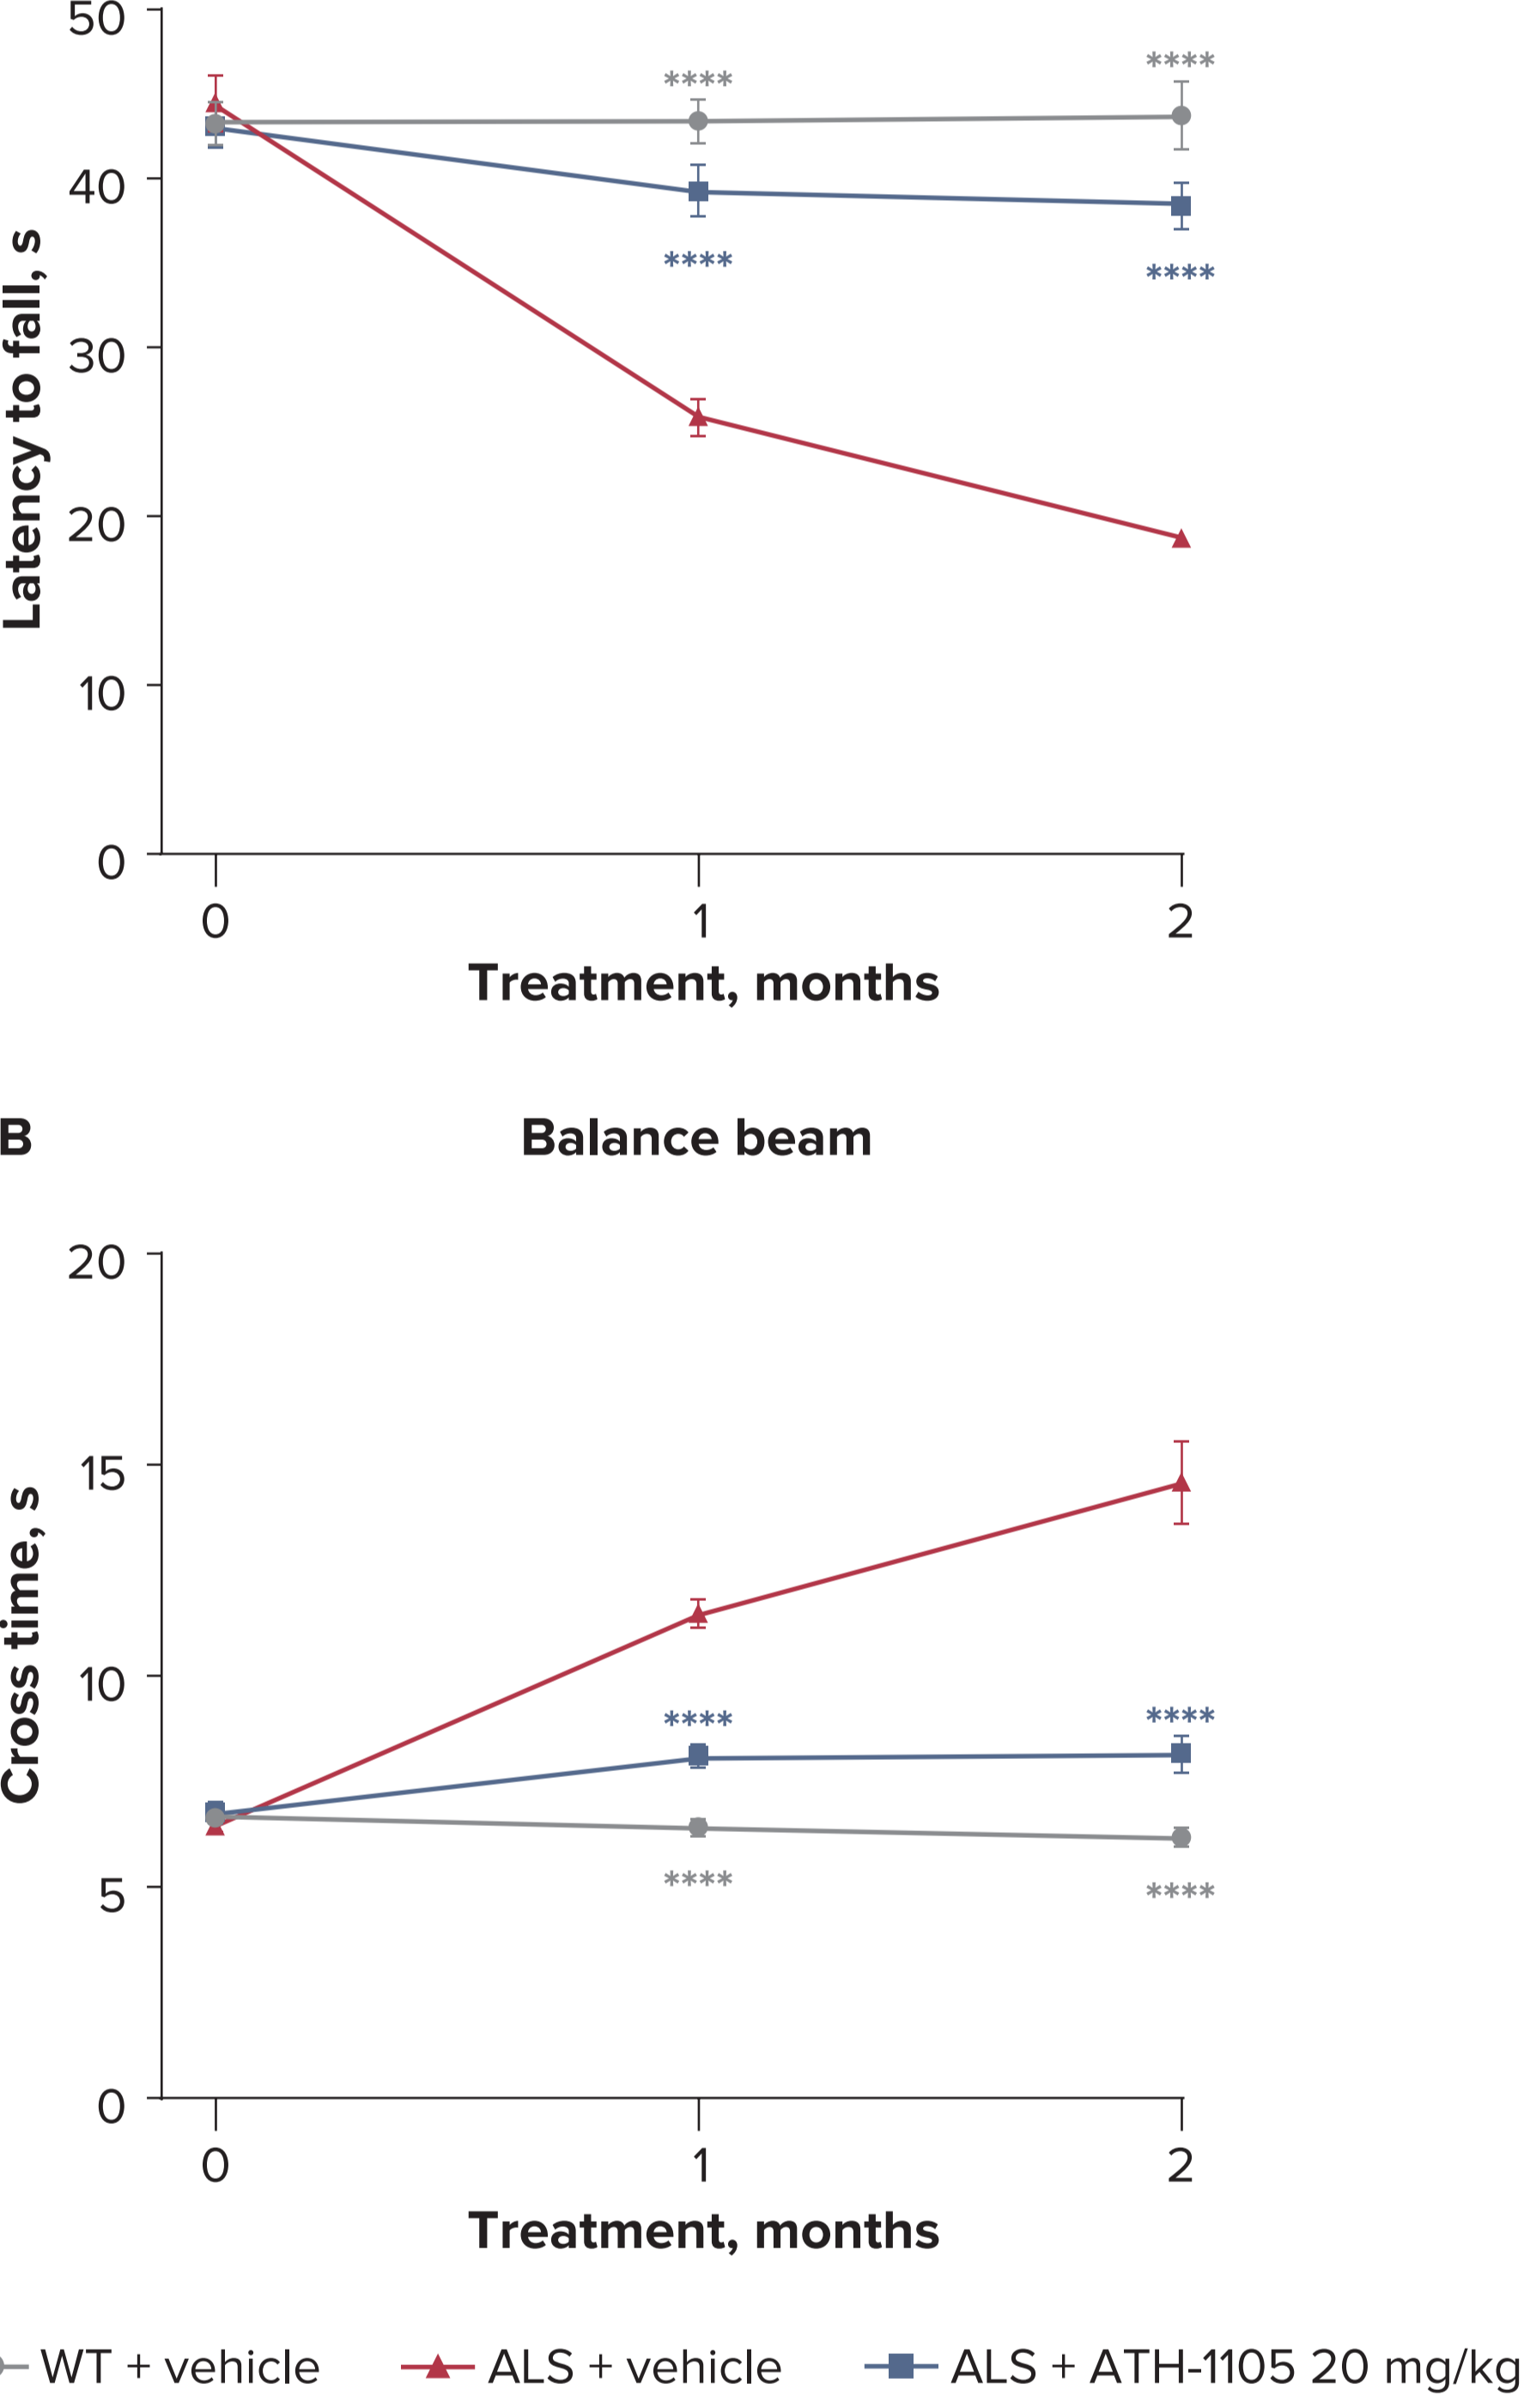 50
****
****
40
****
****
30
20
10
0
Latency to fall, s
0 1 2
Treatment, months
B Balance beam
20
15
10
****
****
5
****
****
0
Cross time, s
0 1 2
Treatment, months
WT + vehicle ALS + vehicle ALS + ATH-1105 20 mg/kg